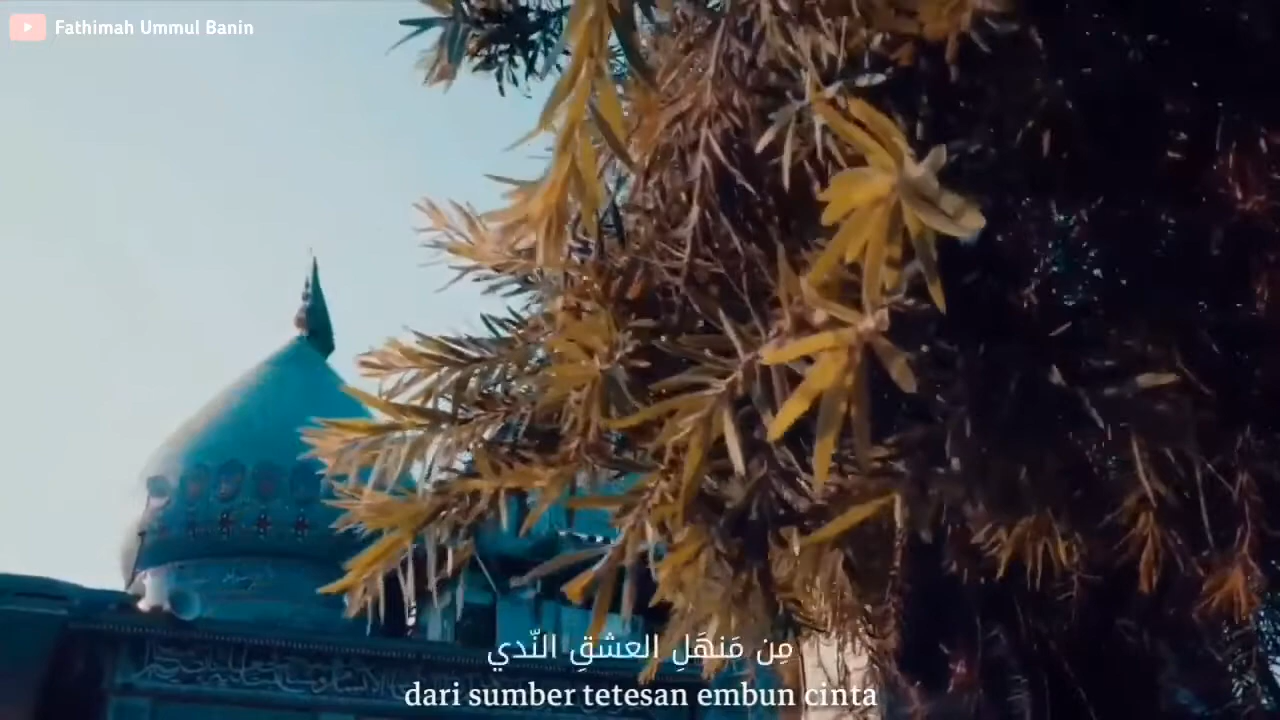 Fathimah Ummul Banin
مِن مَنهَلِ العشقِ النّدي
dari sumber tetesan embun cinta